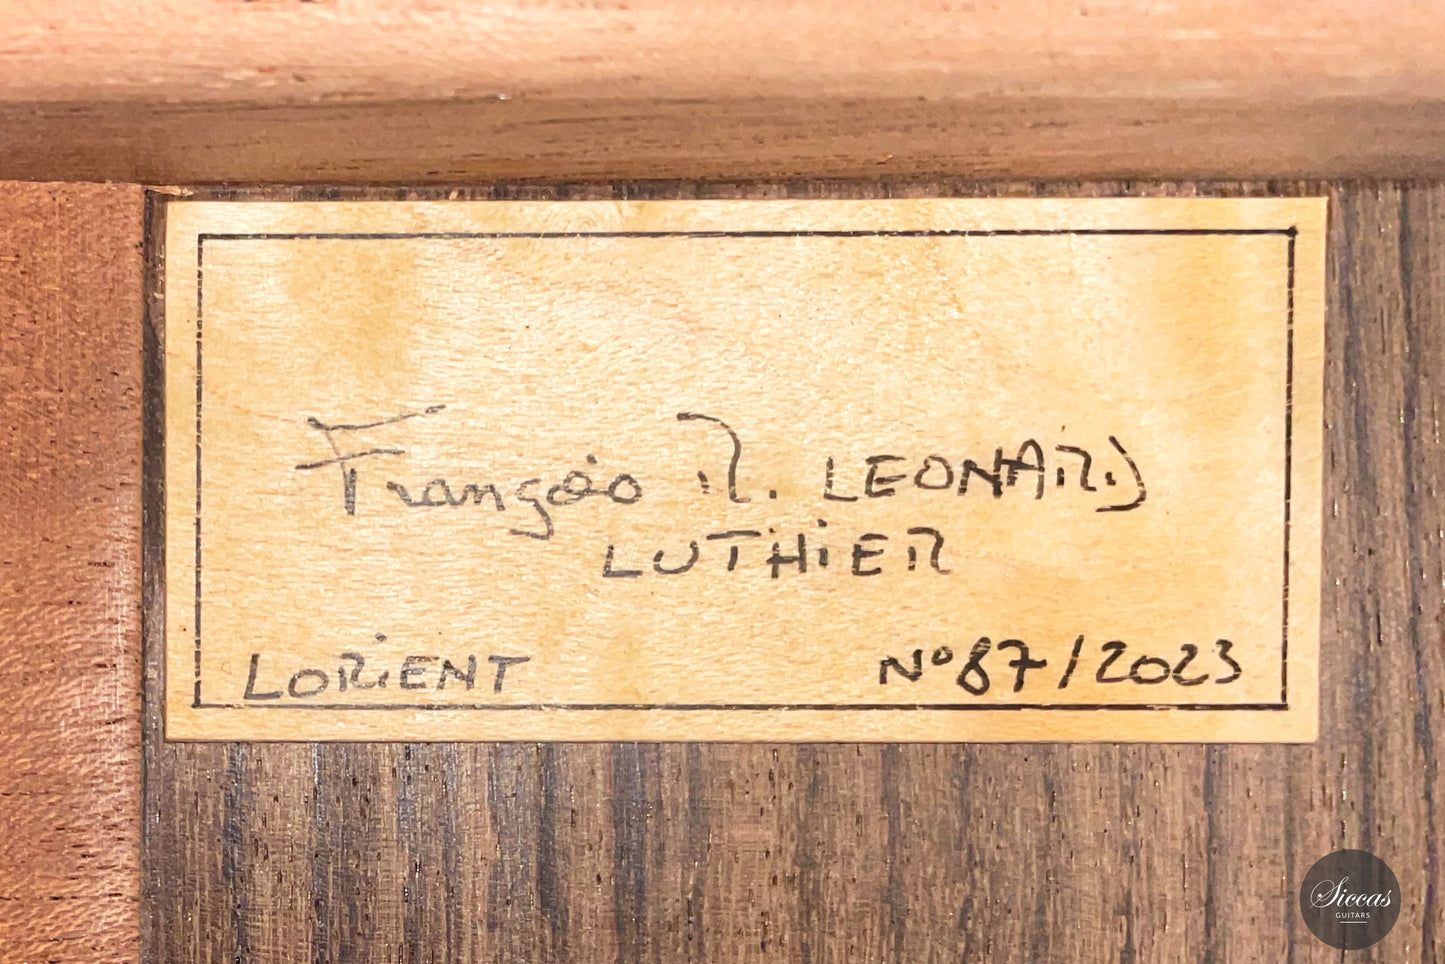 François R. LEONARD
LUTHiER
LORiENT
N° 87 / 2023
Siccas
GUITARS